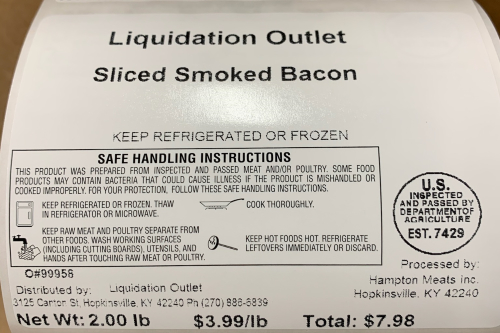 Liquidation Outlet
Sliced Smoked Bacon
KEEP REFRIGERATED OR FROZEN
SAFE HANDLING INSTRUCTIONS
THIS PRODUCT WAS PREPARED FROM INSPECTED AND PASSED MEAT AND/OR POULTRY. SOME FOOD
PRODUCTS MAY CONTAIN BACTERIA THAT COULD CAUSE ILLNESS IF THE PRODUCT IS MISHANDLED OR
COOKED IMPROPERLY. FOR YOUR PROTECTION, FOLLOW THESE SAFE HANDLING INSTRUCTIONS.
KEEP REFRIGERATED OR FROZEN. THAW
IN REFRIGERATOR OR MICROWAVE.
COOK THOROUGHLY.
KEEP RAW MEAT AND POULTRY SEPARATE FROM
OTHER FOODS. WASH WORKING SURFACES
(INCLUDING CUTTING BOARDS), UTENSILS, AND
HANDS AFTER TOUCHING RAW MEAT OR POULTRY.
KEEP HOT FOODS HOT. REFRIGERATE
LEFTOVERS IMMEDIATELY OR DISCARD.
U.S.
INSPECTED
AND PASSED BY
DEPARTMENT OF
AGRICULTURE
EST. 7429
O#99956
Distributed by: Liquidation Outlet
3125 Canton St, Hopkinsville, KY 42240 Ph (270) 886-6839
Processed by:
Hampton Meats Inc.
Hopkinsville, KY 42240
Net Wt: 2.00 lb $3.99/lb Total: $7.98